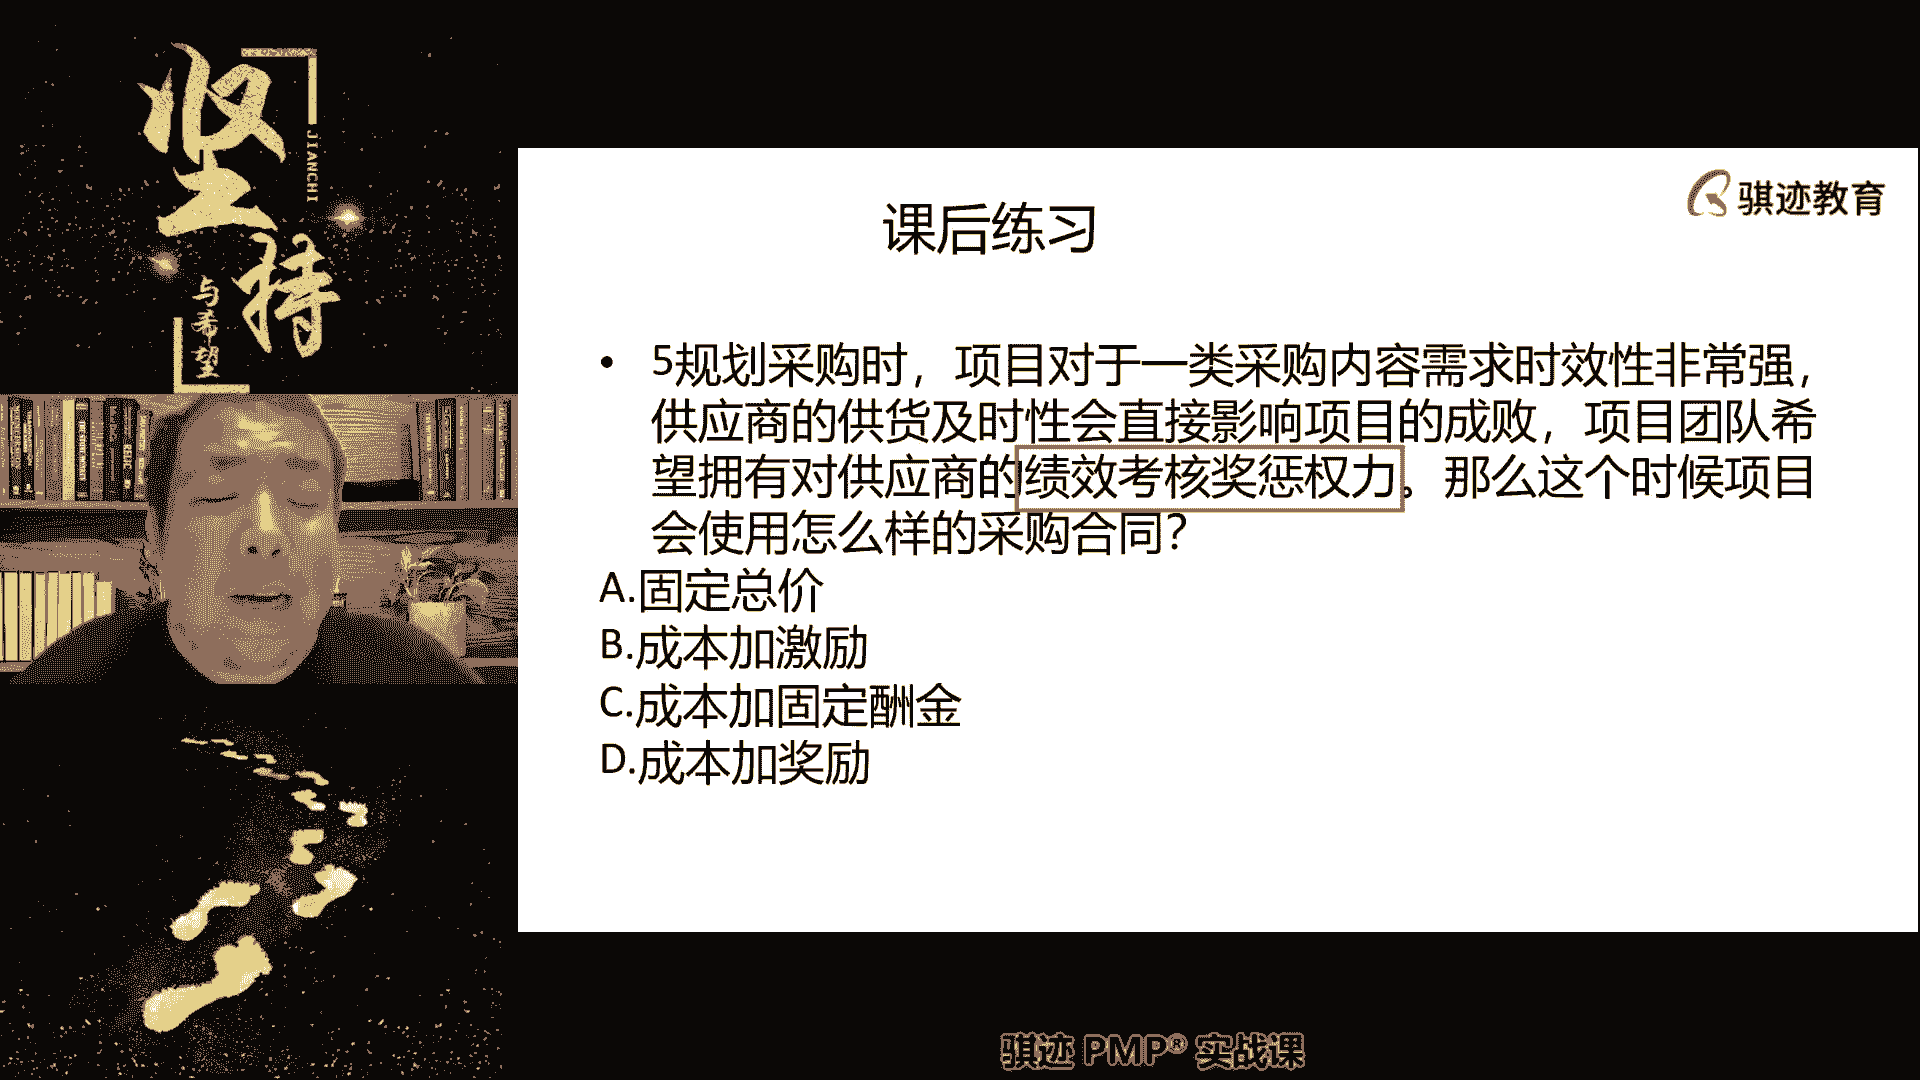 坚持
JIANCHI
与希望
骐迹教育
课后练习
• 5规划采购时，项目对于一类采购内容需求时效性非常强，
供应商的供货及时性会直接影响项目的成败，项目团队希
望拥有对供应商的绩效考核奖惩权力。那么这个时候项目
会使用怎么样的采购合同？
A.固定总价
B.成本加激励
C.成本加固定酬金
D.成本加奖励
骐迹 PMP® 实战课